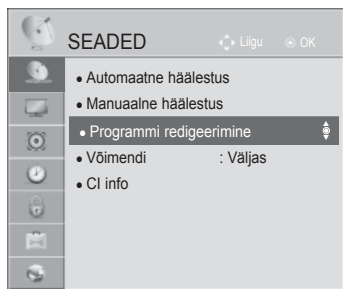 SEADED Liigu OK
• Automaatne häälestus
• Manuaalne häälestus
• Programmi redigeerimine
• Võimendi : Väljas
• CI info